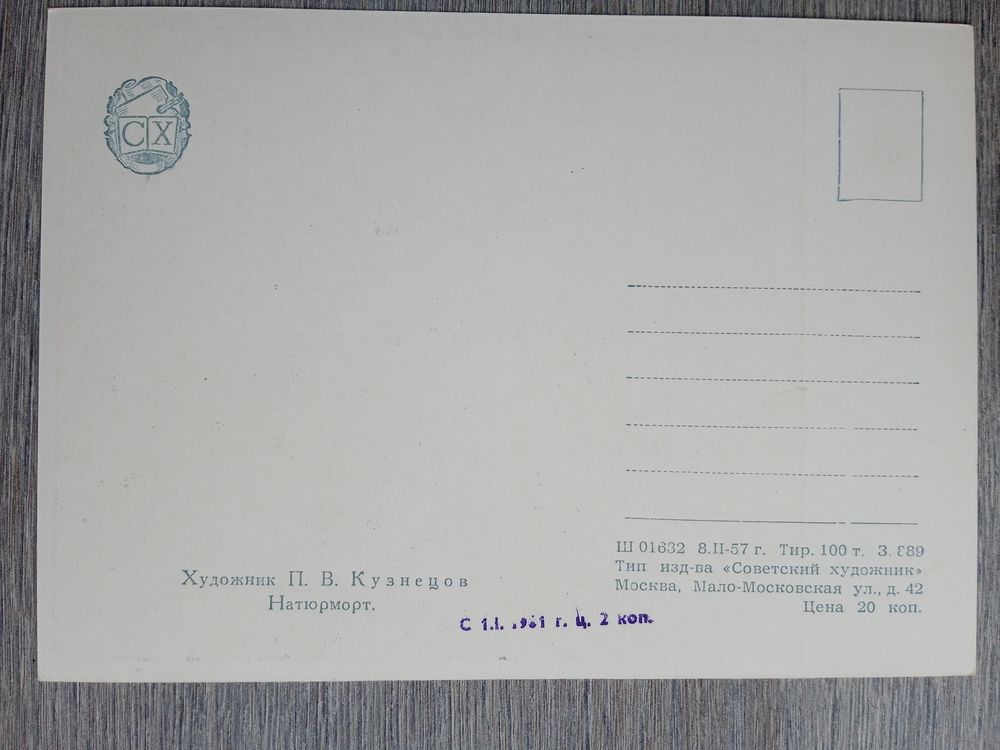 СХ
Художник П. В. Кузнецов
Натюрморт.
Ш 01632 8.II-57 г. Тир. 100 т. З. 889
Тип изд-ва «Советский художник»
Москва, Мало-Московская ул., д. 42
Цена 20 коп.
С 1.I. 1961 г. Ц. 2 коп.